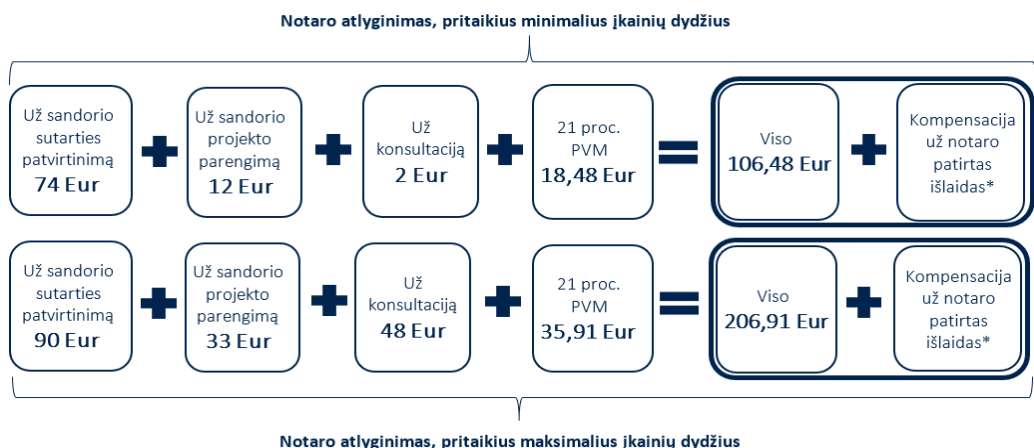 Notaro atlyginimas, pritaikius minimalius įkainių dydžius
Už sandorio
sutarties
patvirtinimą
74 Eur
Už sandorio
projekto
parengimą
12 Eur
Už
konsultaciją
2 Eur
21 proc.
PVM
18,48 Eur
Viso
106,48 Eur
Kompensacija
už notaro
patirtas
išlaidas*
Už sandorio
sutarties
patvirtinimą
90 Eur
Už sandorio
projekto
parengimą
33 Eur
Už
konsultaciją
48 Eur
21 proc.
PVM
35,91 Eur
Viso
206,91 Eur
Kompensacija
už notaro
patirtas
išlaidas*
Notaro atlyginimas, pritaikius maksimalius įkainių dydžius